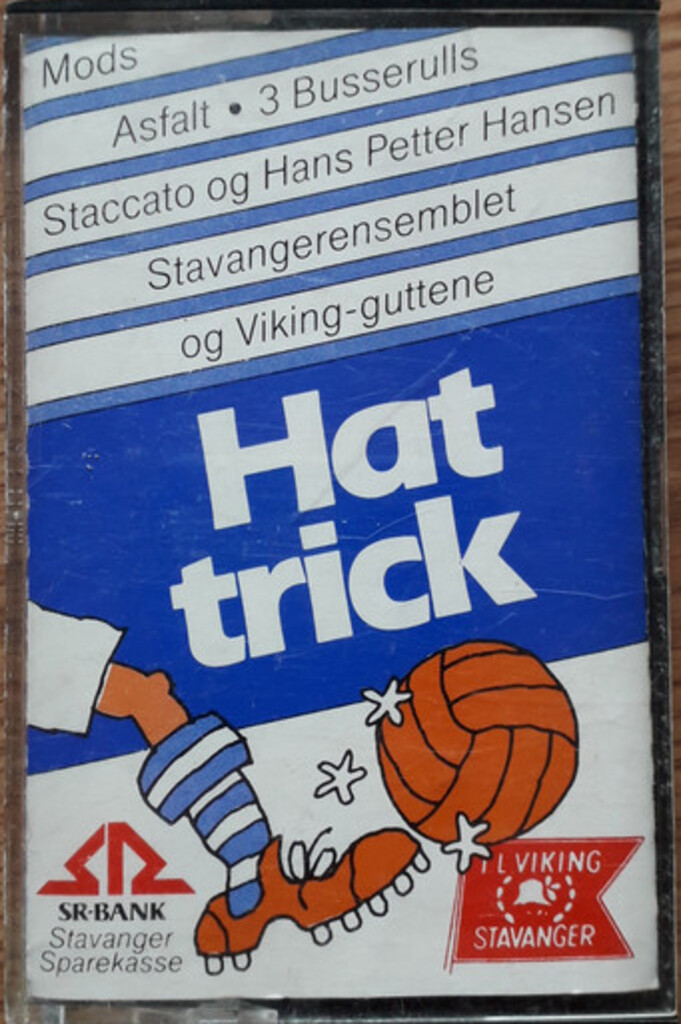 Mods
Asfalt • 3 Busserulls
Staccato og Hans Petter Hansen
Stavangerensemblet
og Viking-guttene
Hat
trick
SR-BANK
Stavanger
Sparekasse
I L VIKING
STAVANGER